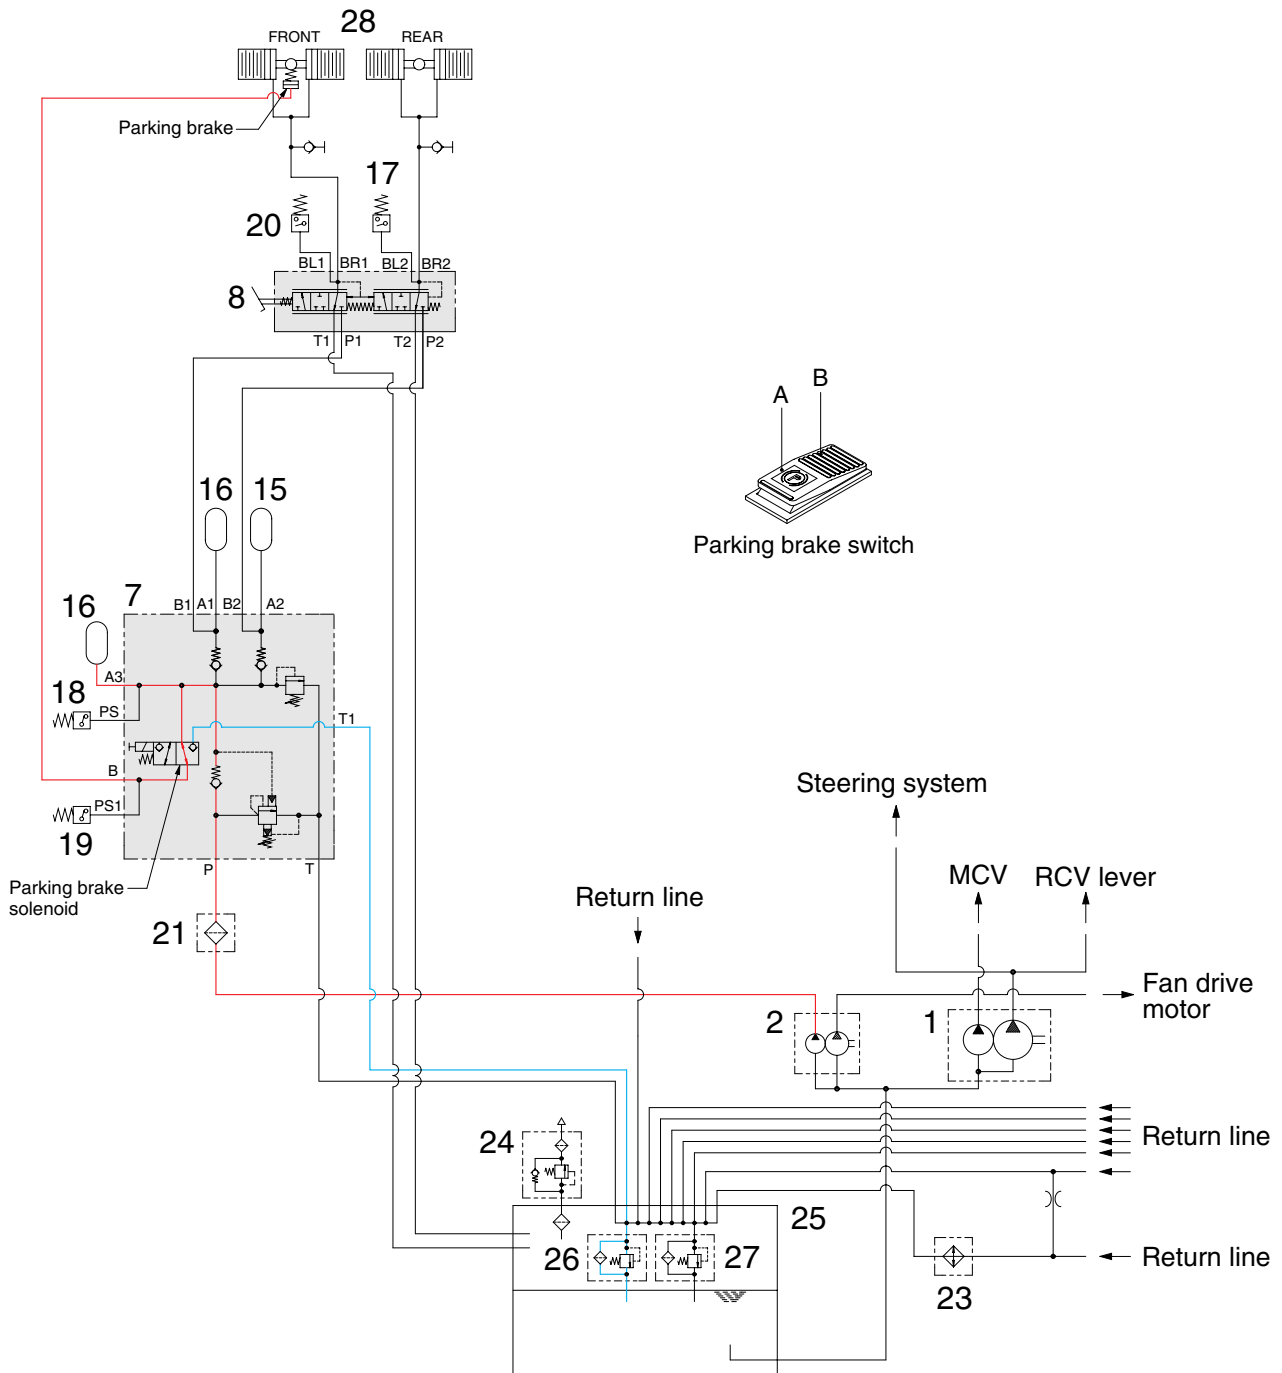 28
FRONT
REAR
Parking brake
17
20
BL1 BR1 BL2 BR2
8
T1 P1 T2 P2
A
B
Parking brake switch
16
15
7
B1 A1 B2 A2
16
A3
18
PS
T1
B
PS1
19
P
T
Parking brake
solenoid
21
Steering system
MCV
RCV lever
Return line
Fan drive
motor
2
1
24
Return line
25
26
27
23
Return line